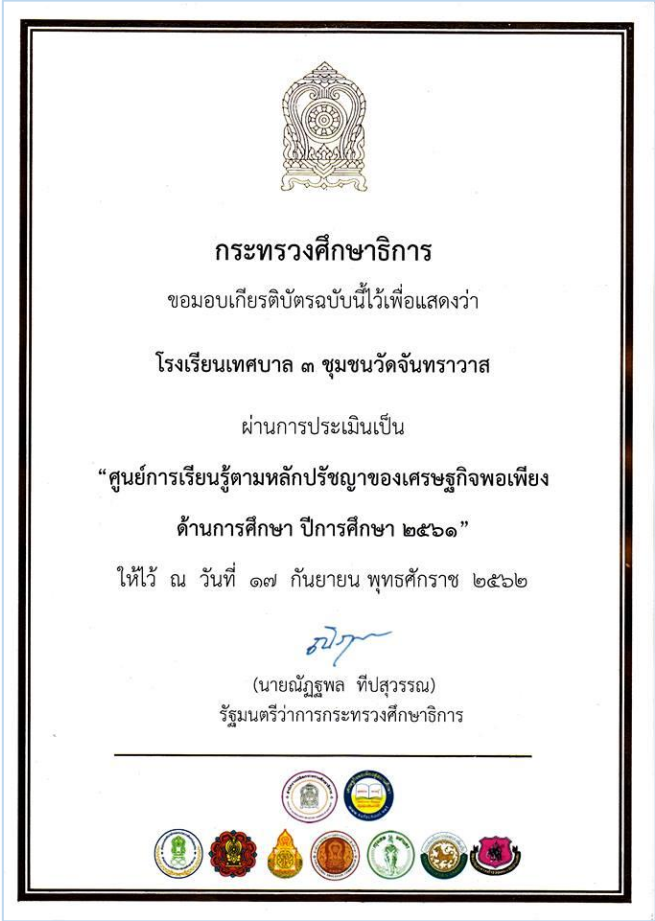 กระทรวงศึกษาธิการ
ขอมอบเกียรติบัตรฉบับนี้ไว้เพื่อแสดงว่า
โรงเรียนเทศบาล ๓ ชุมชนวัดจันทราวาส
ผ่านการประเมินเป็น
“ศูนย์การเรียนรู้ตามหลักปรัชญาของเศรษฐกิจพอเพียง
ด้านการศึกษา ปีการศึกษา ๒๕๖๑”
ให้ไว้ ณ วันที่ ๑๗ กันยายน พุทธศักราช ๒๕๖๒
(นายณัฏฐพล ทีปสุวรรณ)
รัฐมนตรีว่าการกระทรวงศึกษาธิการ